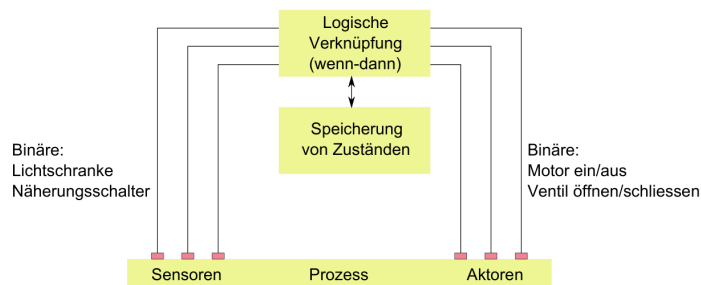 Logische
Verknüpfung
(wenn-dann)
Speicherung
von Zuständen
Binäre:
Lichtschranke
Näherungsschalter
Binäre:
Motor ein/aus
Ventil öffnen/schliessen
Sensoren
Prozess
Aktoren